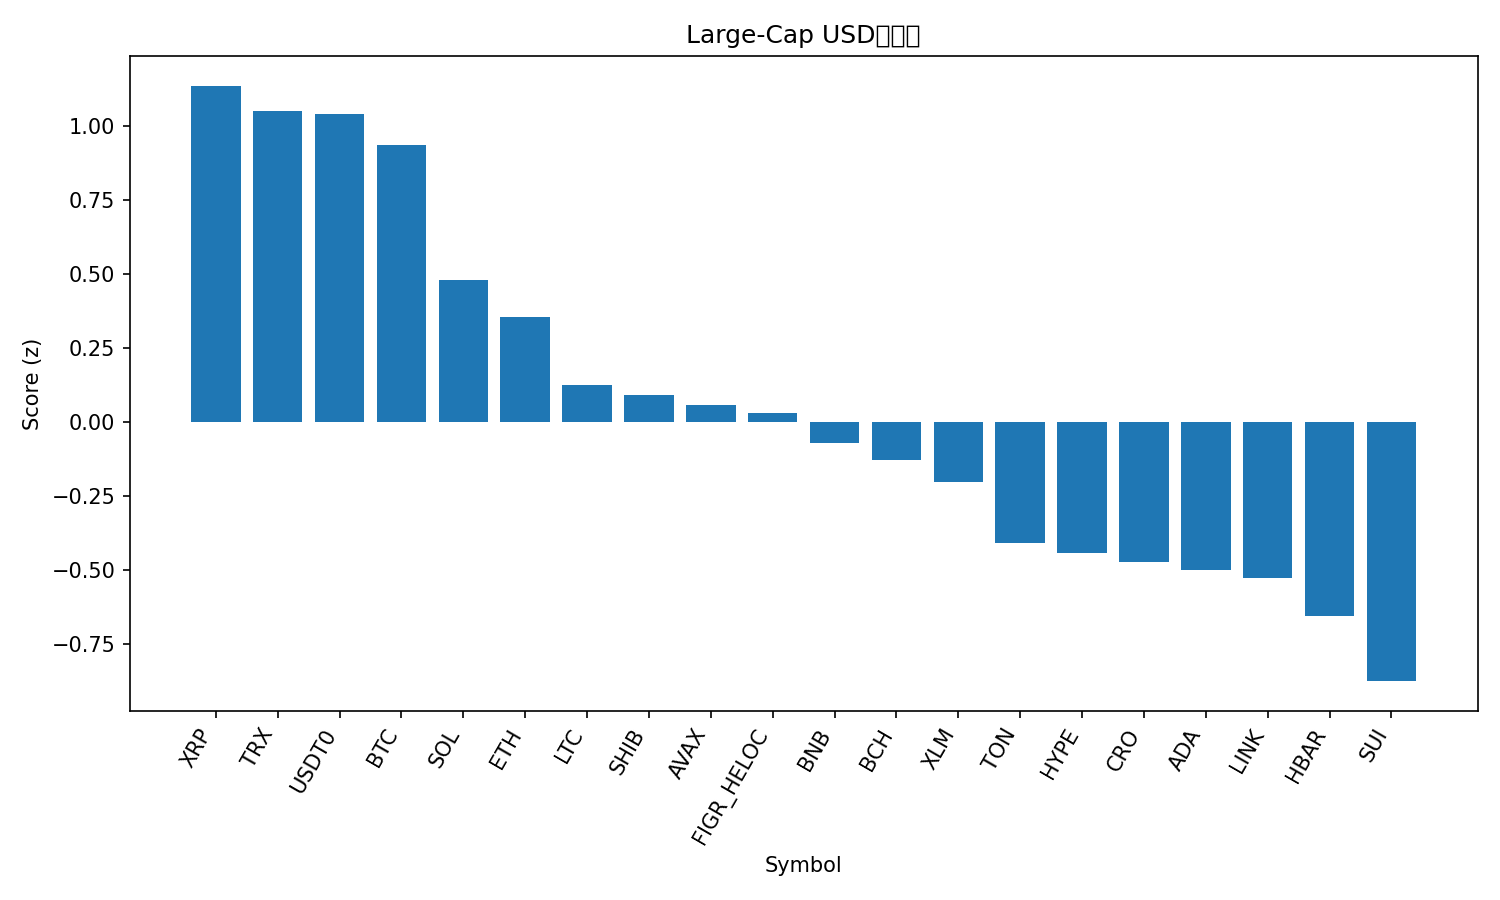 Large-Cap USD
1.00
0.75
0.50
0.25
0.00
−0.25
−0.50
−0.75
Score (z)
XRP
TRX
USDT0
BTC
SOL
ETH
LTC
SHIB
AVAX
FIGR_HELOC
BNB
BCH
XLM
TON
HYPE
CRO
ADA
LINK
HBAR
SUI
Symbol